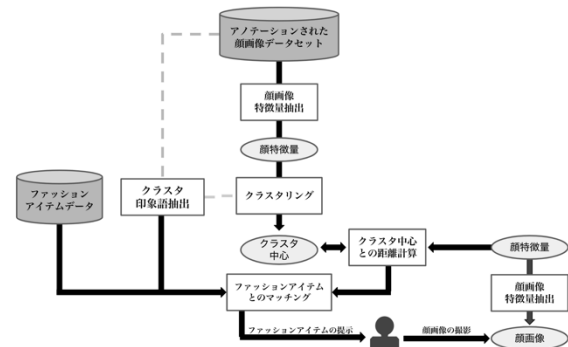 アノテーションされた
顔画像データセット
顔画像
特徴量抽出
顔特徴量
ファッション
アイテムデータ
クラスタ
印象語抽出
クラスタリング
クラスタ
中心
クラスタ中心
との距離計算
顔特徴量
ファッションアイテム
とのマッチング
顔画像
特徴量抽出
ファッションアイテムの提示
顔画像の撮影
顔画像